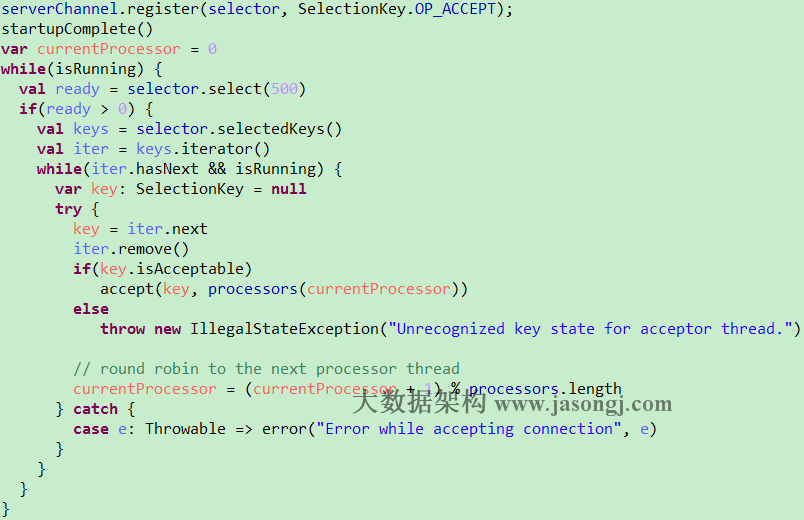 serverChannel.register(selector, SelectionKey.OP_ACCEPT);
startupComplete()
var currentProcessor = 0
while(isRunning) {
  val ready = selector.select(500)
  if(ready > 0) {
    val keys = selector.selectedKeys()
    val iter = keys.iterator()
    while(iter.hasNext && isRunning) {
      var key: SelectionKey = null
      try {
        key = iter.next
        iter.remove()
        if(key.isAcceptable)
           accept(key, processors(currentProcessor))
        else
           throw new IllegalStateException("Unrecognized key state for acceptor thread.")

        // round robin to the next processor thread
        currentProcessor = (currentProcessor + 1) % processors.length
大数据架构 www.jasongj.com
      } catch {
        case e: Throwable => error("Error while accepting connection", e)
      }
    }
  }
}